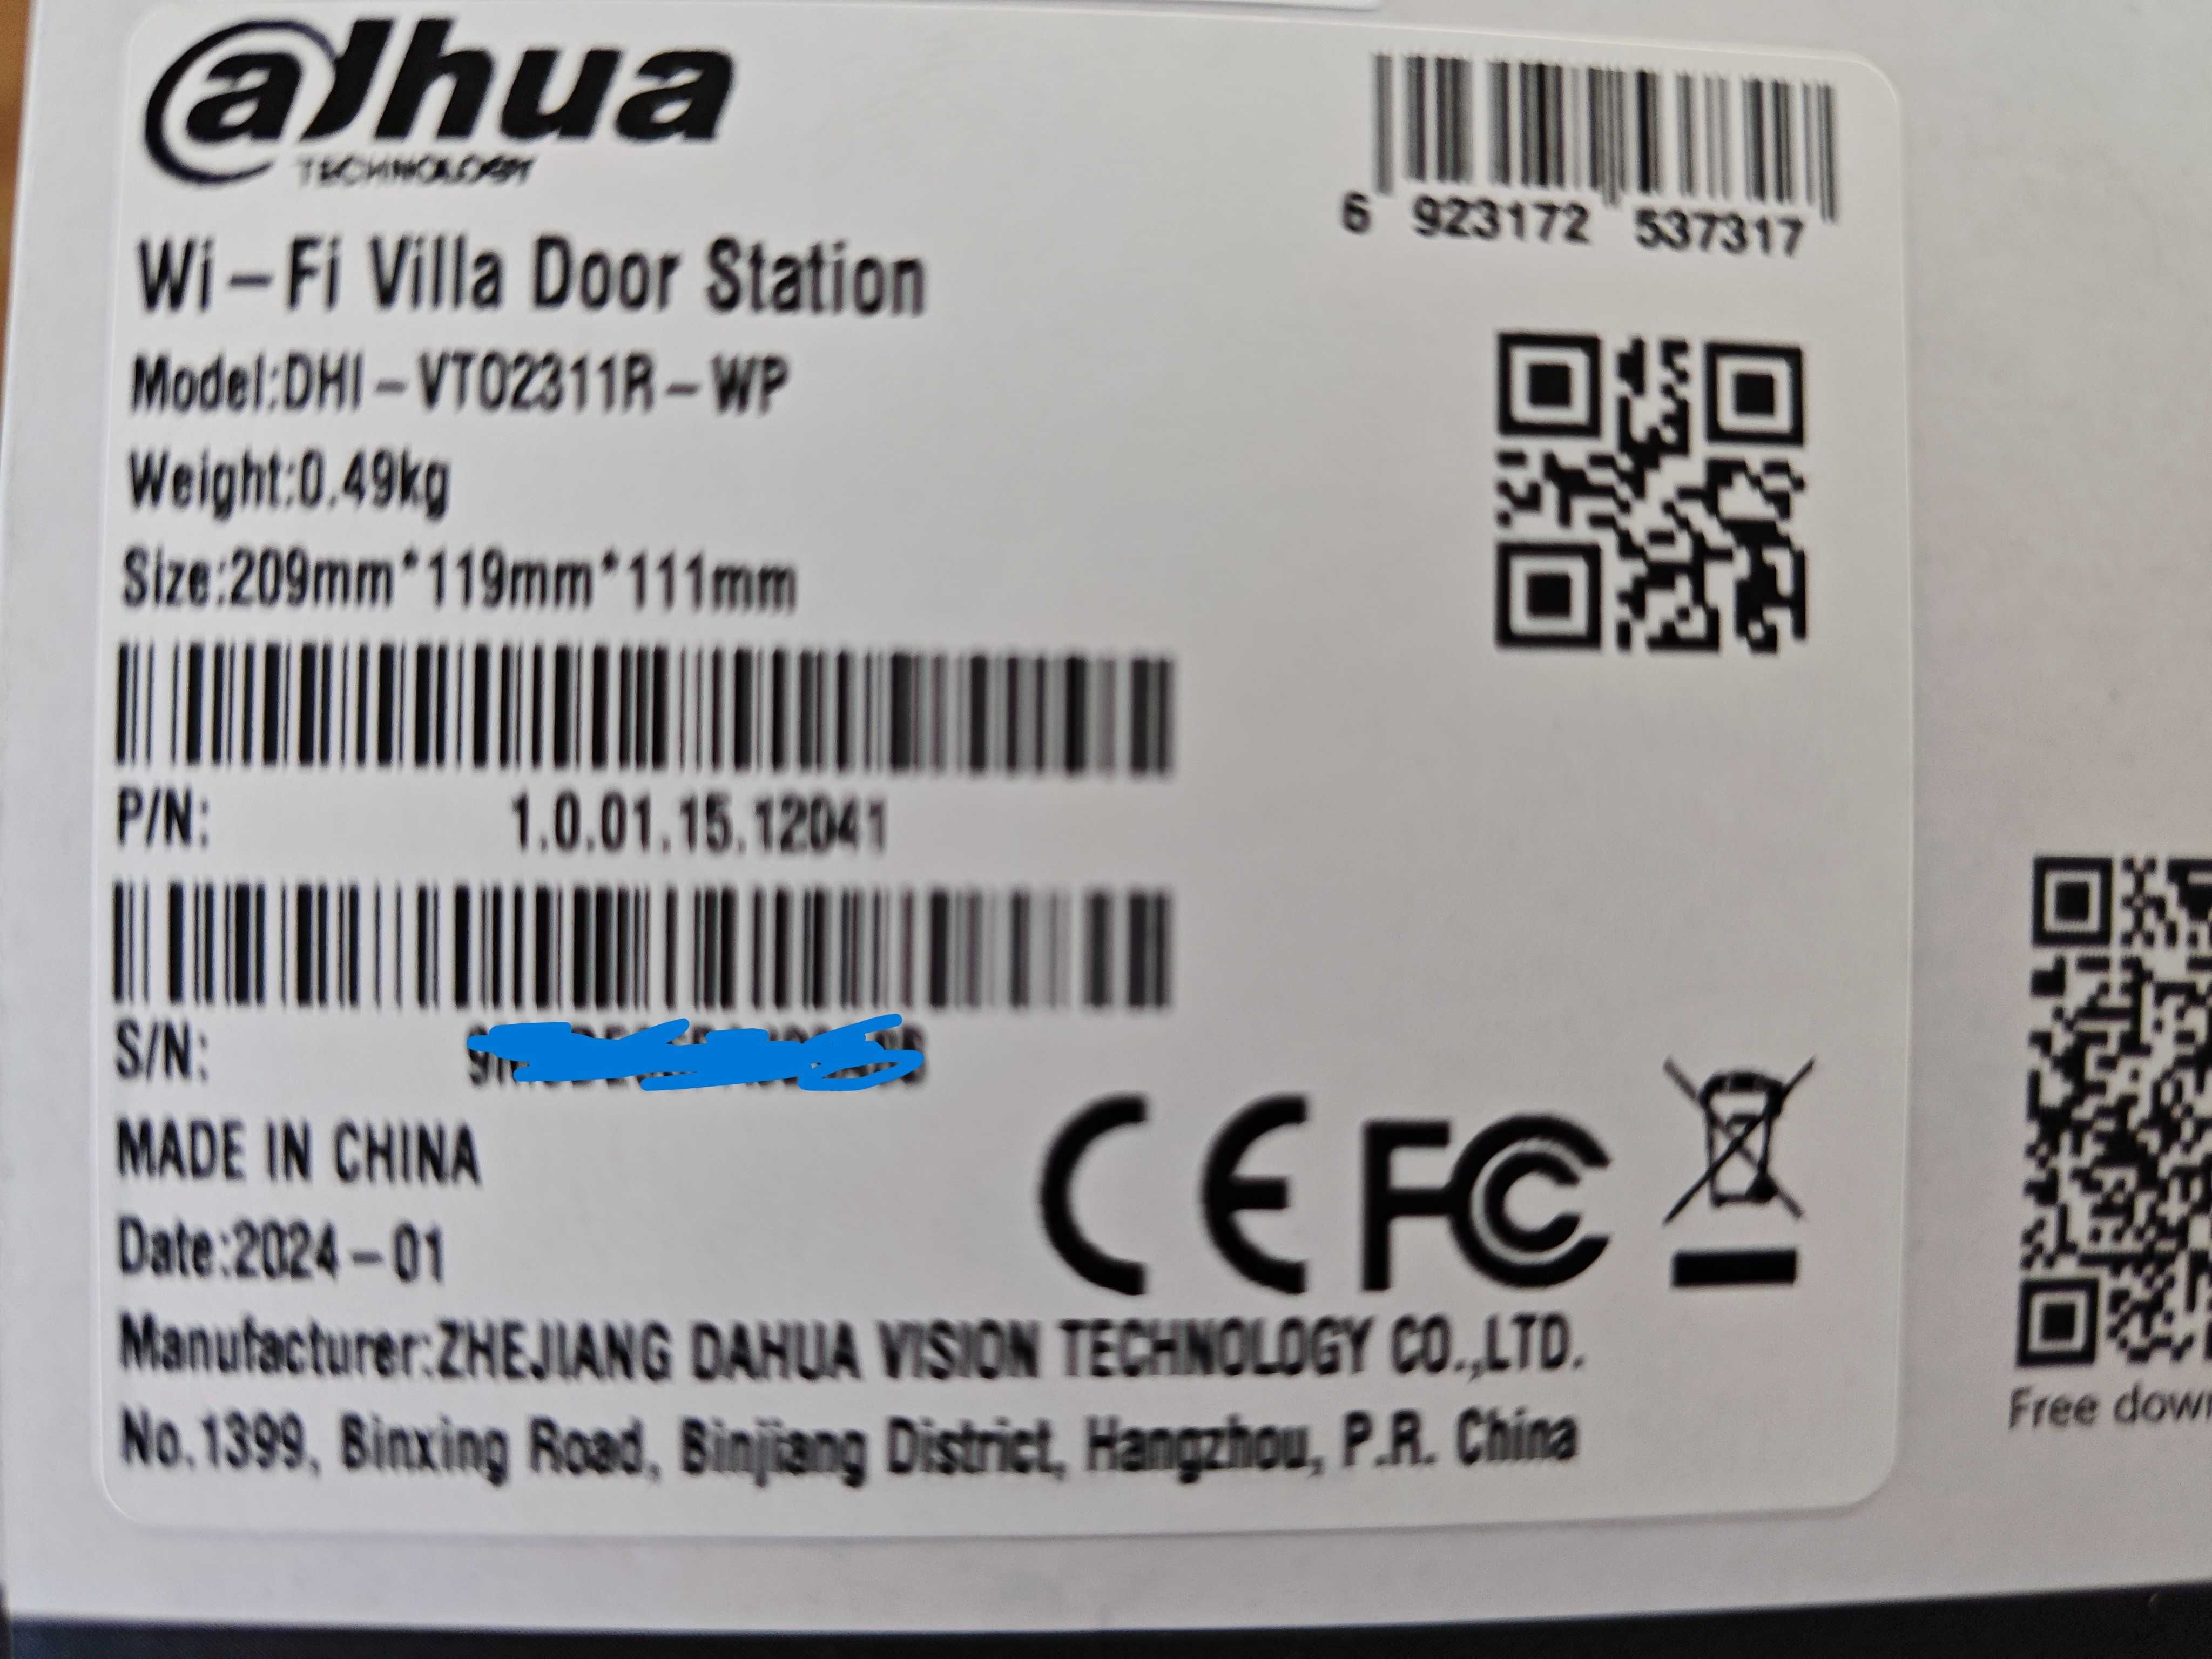 alhua
TECHNOLOGY
6 923172 537317
Wi-Fi Villa Door Station
Model:DHI-VTO2311R-WP
Weight:0.49kg
Size:209mm*119mm*111mm
P/N: 1.0.01.15.12041
S/N:
MADE IN CHINA
Date:2024-01
CE FC
Manufacturer:ZHEJIANG DAHUA VISION TECHNOLOGY CO.,LTD.
No.1399, Binxing Road, Binjiang District, Hangzhou, P.R. China
Free